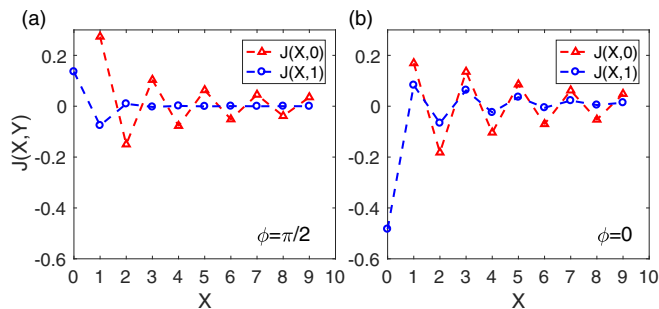 (a)
(b)
J(X,Y)
0.2
0
-0.2
-0.4
-0.6
J(X,0)
J(X,1)
ϕ=π/2
0 1 2 3 4 5 6 7 8 9 10
X
0.2
0
-0.2
-0.4
-0.6
J(X,0)
J(X,1)
ϕ=0
0 1 2 3 4 5 6 7 8 9 10
X